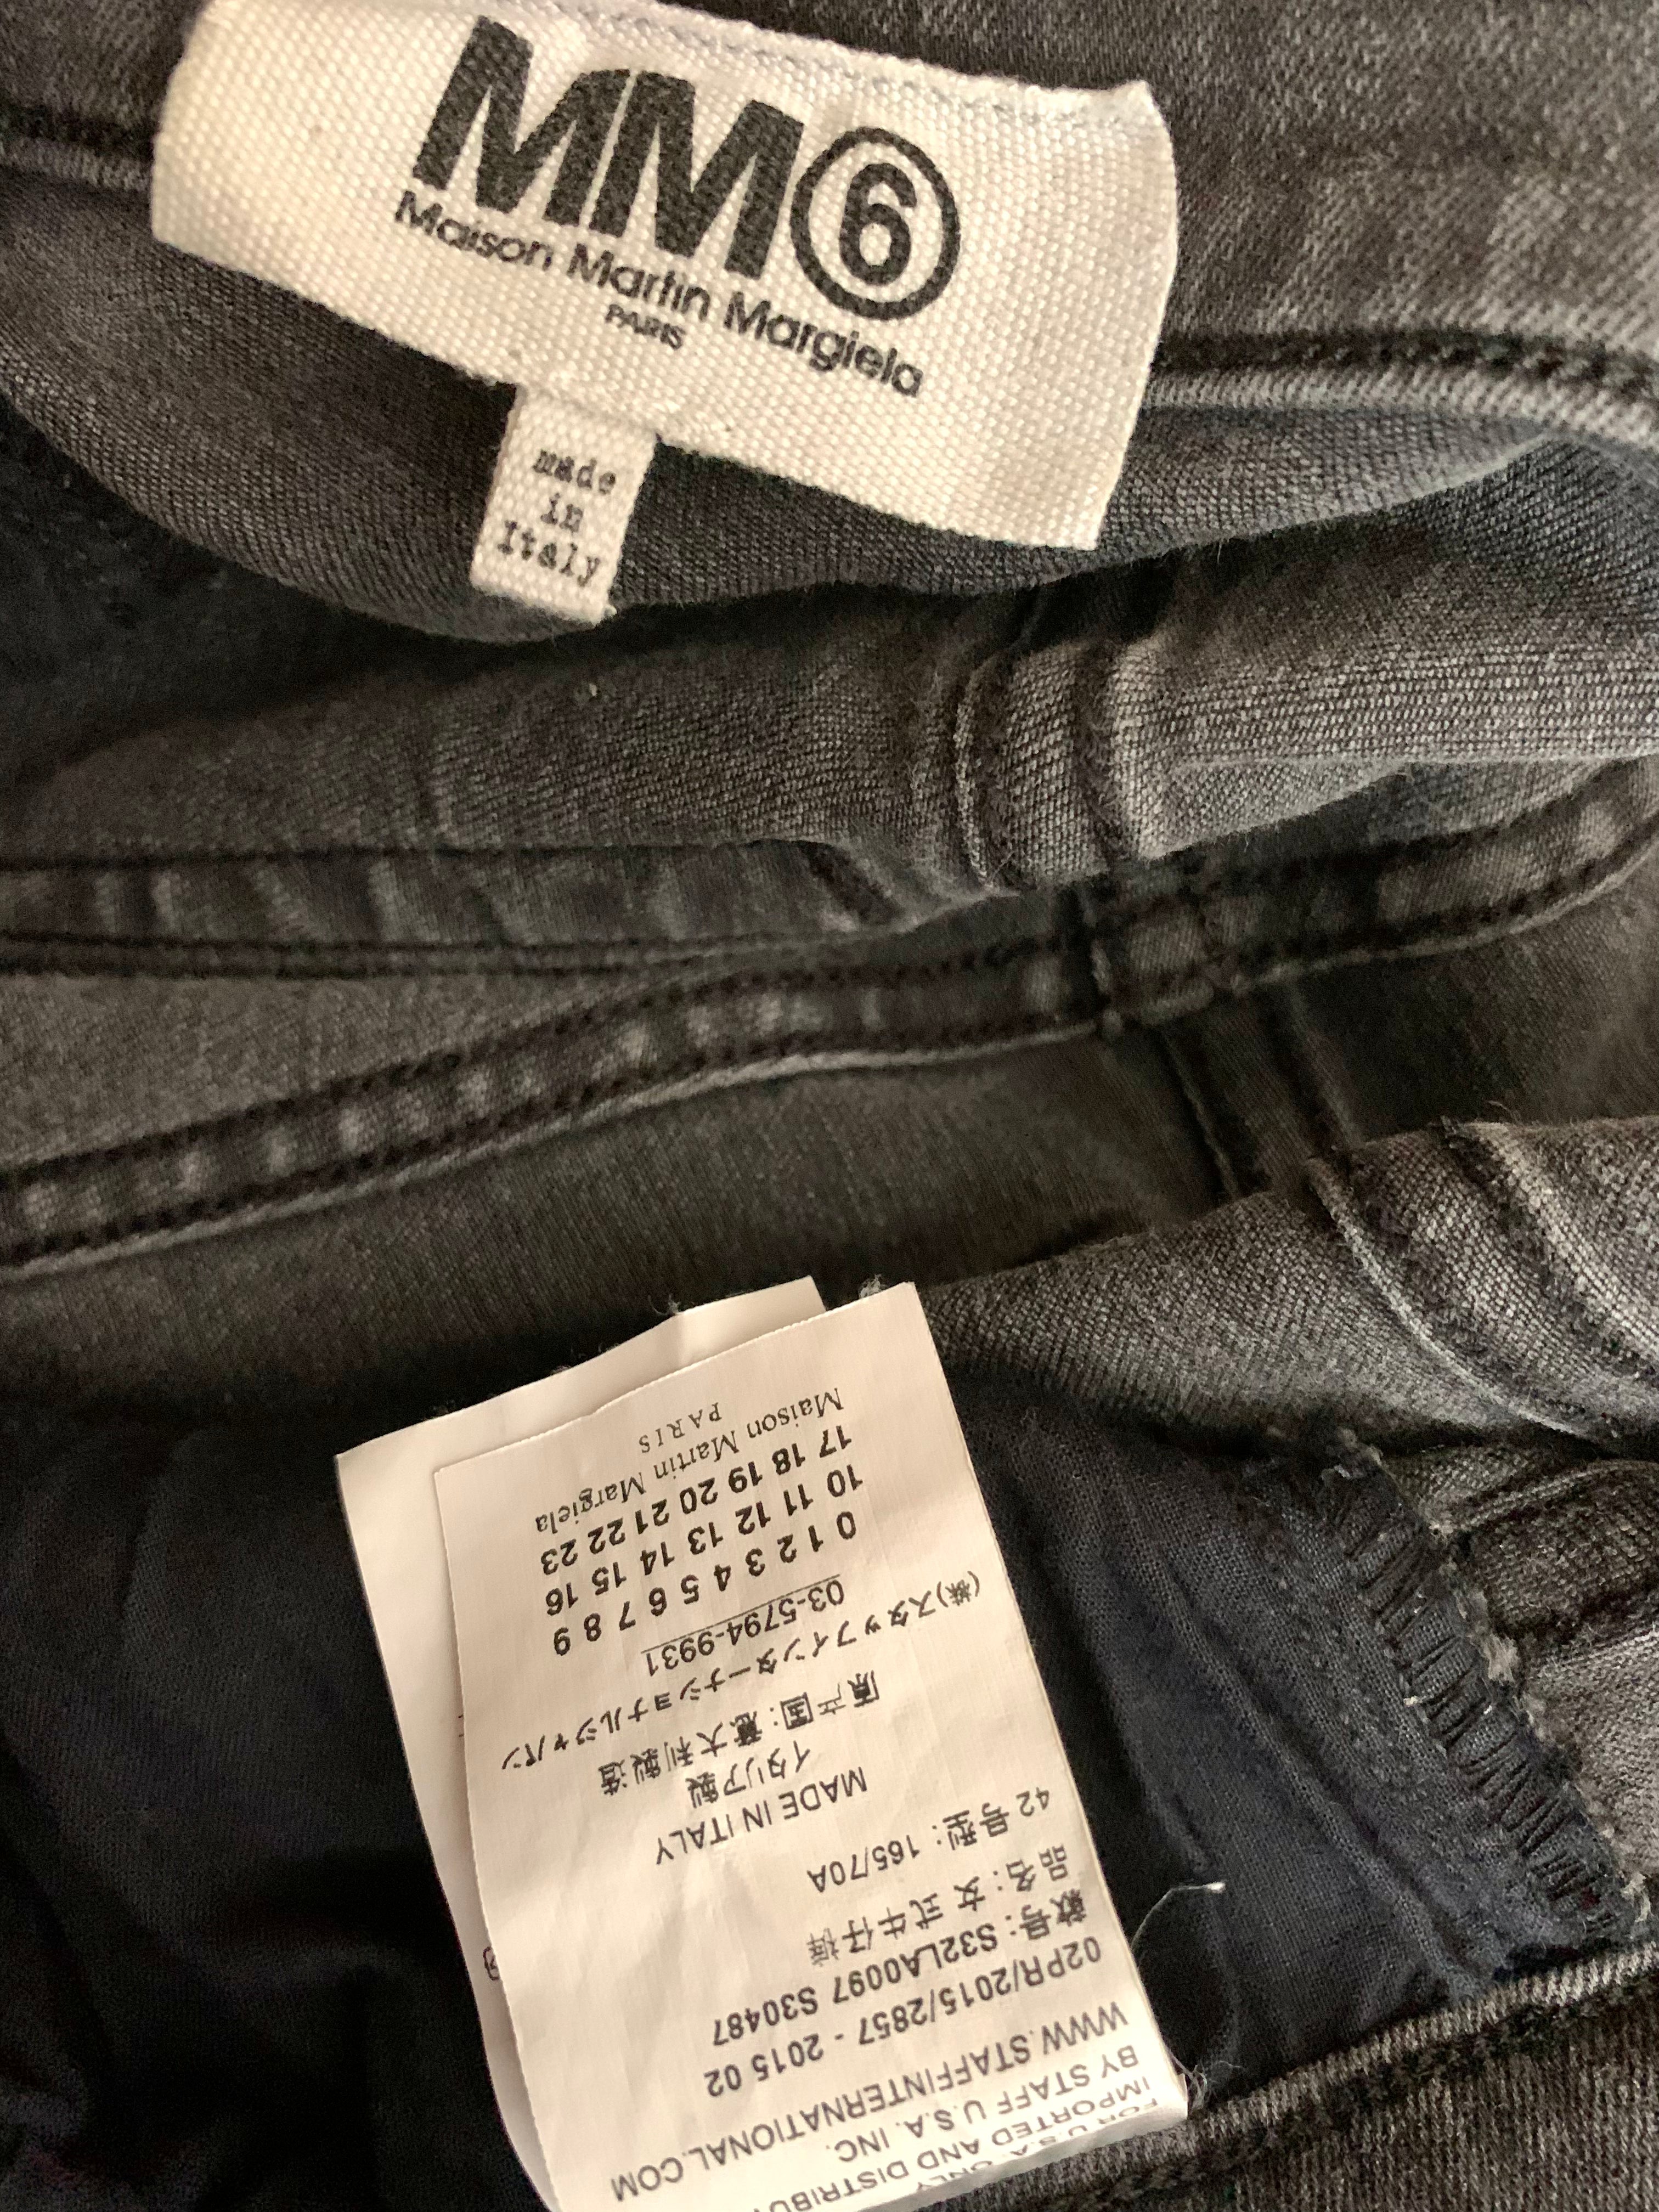 MM⑥
Maison Martin Margiela
PARIS
made
in
Italy
IMPORTED AND DISTRIBU
BY STAFF U.S.A. INC.
WWW.STAFFINTERNATIONAL.COM
02PR/2015/2857 - 2015 02
款号: S32LA0097 S30487
品名: 女式牛仔褲
42 号型: 165/70A
MADE IN ITALY
イタリア製
原产国: 意大利製造
(株)スタッフインターナショナルジャパン
03-5794-9931
0 1 2 3 4 5 6 7 8 9
10 11 12 13 14 15 16
17 18 19 20 21 22 23
Maison Martin Margiela
PARIS